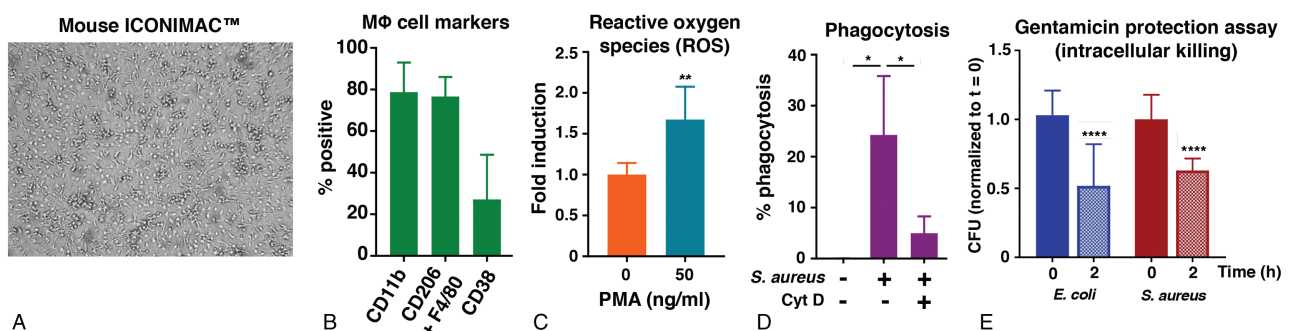 Mouse ICONIMAC™
A
MΦ cell markers
% positive
100
80
60
40
20
0
CD11b
CD206
+ F4/80
CD38
B
Reactive oxygen
species (ROS)
Fold induction
2.5
2.0
1.5
1.0
0.5
0
**
0 50
PMA (ng/ml)
C
Phagocytosis
% phagocytosis
40
30
20
10
0
* *
S. aureus - + +
Cyt D - - +
D
Gentamicin protection assay
(intracellular killing)
CFU (normalized to t = 0)
1.5
1.0
0.5
0
**** ****
0 2 0 2 Time (h)
E. coli S. aureus
E